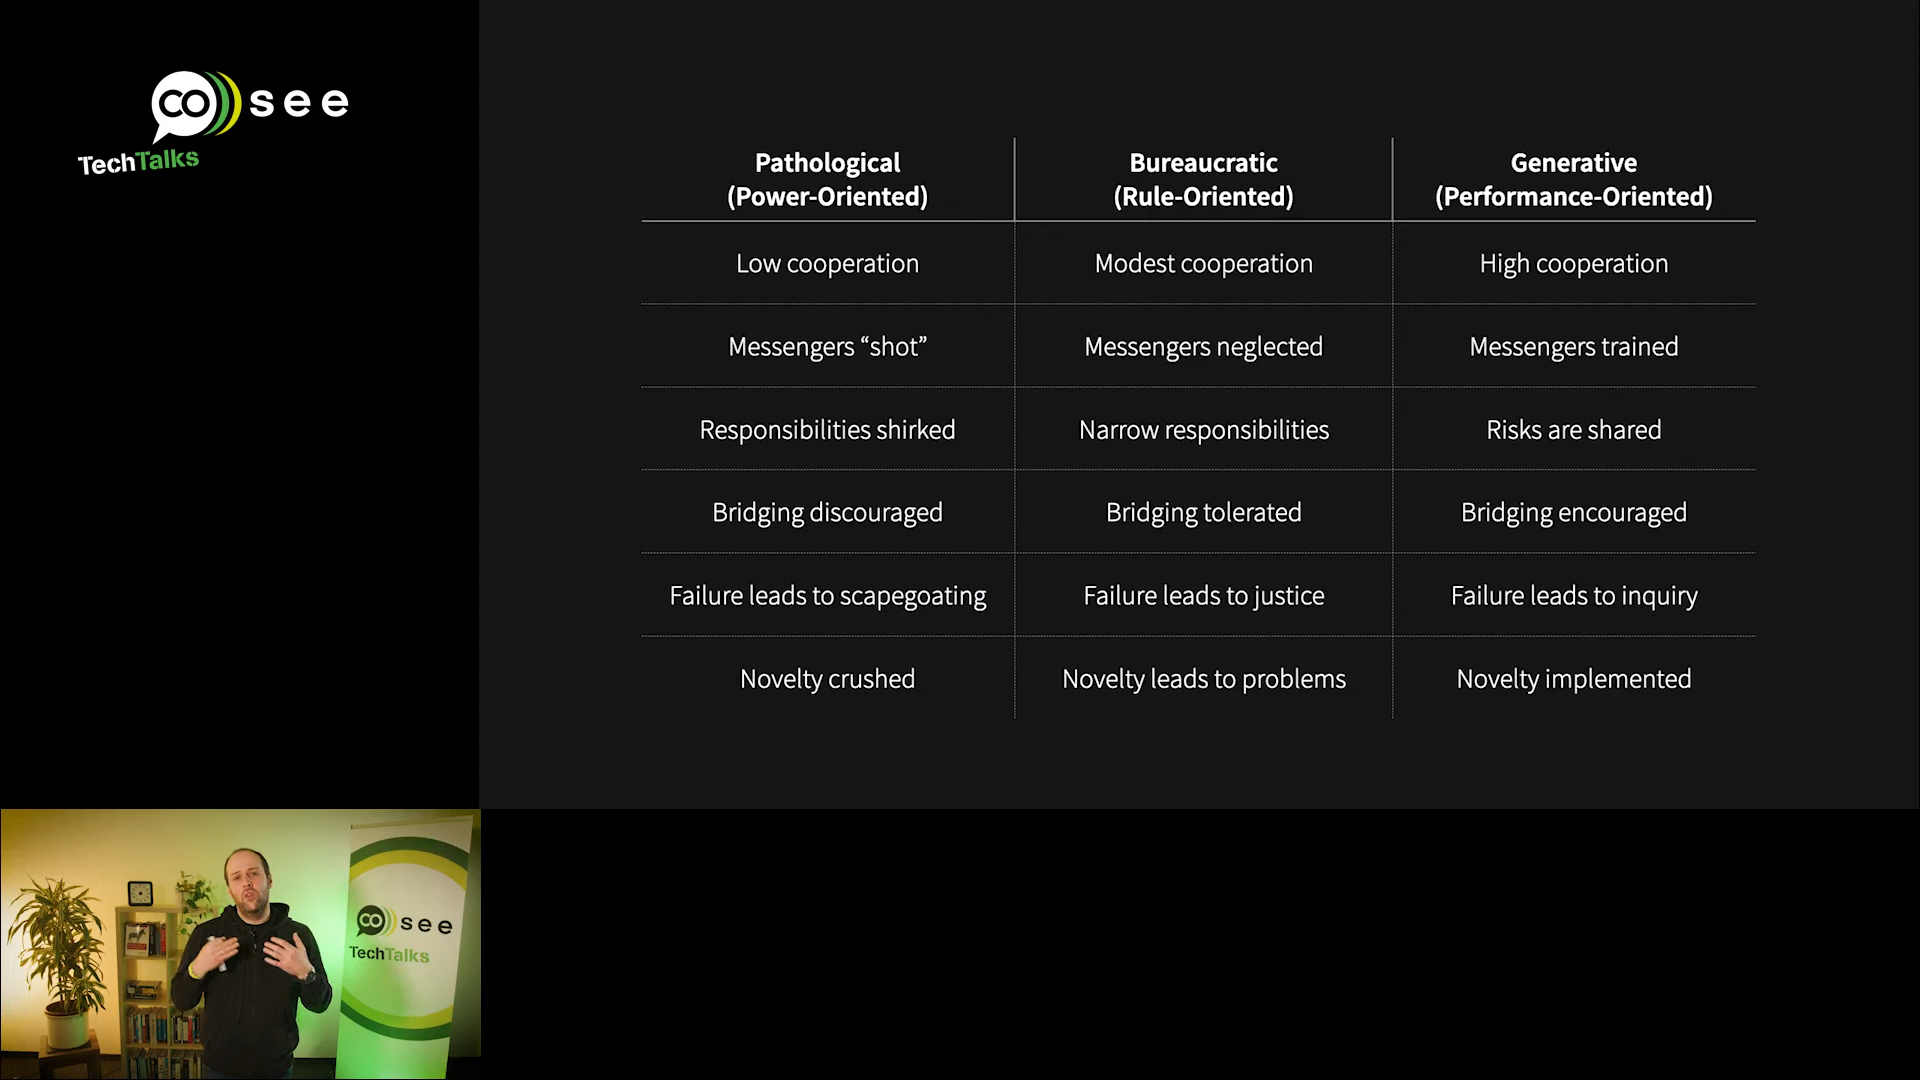 co see
TechTalks
Pathological
(Power-Oriented)
Bureaucratic
(Rule-Oriented)
Generative
(Performance-Oriented)
Low cooperation
Modest cooperation
High cooperation
Messengers “shot”
Messengers neglected
Messengers trained
Responsibilities shirked
Narrow responsibilities
Risks are shared
Bridging discouraged
Bridging tolerated
Bridging encouraged
Failure leads to scapegoating
Failure leads to justice
Failure leads to inquiry
Novelty crushed
Novelty leads to problems
Novelty implemented
co see
TechTalks